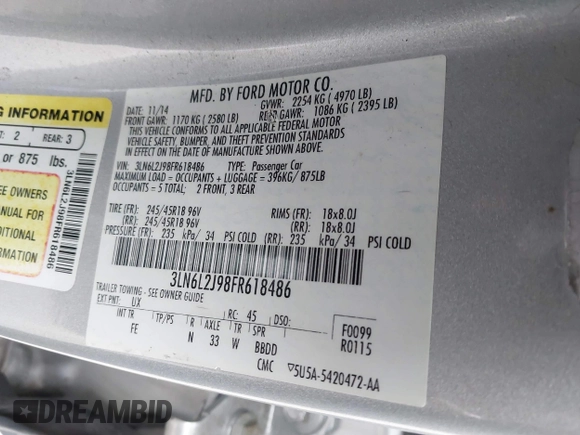 MFD. BY FORD MOTOR CO.
DATE: 11/14
GVWR: 2254 KG ( 4970 LB)
FRONT GAWR: 1170 KG ( 2580 LB)
REAR GAWR: 1086 KG ( 2395 LB)
THIS VEHICLE CONFORMS TO ALL APPLICABLE FEDERAL MOTOR
VEHICLE SAFETY, BUMPER, AND THEFT PREVENTION STANDARDS
IN EFFECT ON THE DATE OF MANUFACTURE SHOWN ABOVE.
VIN: 3LN6L2J98FR618486
TYPE: Passenger Car
MAXIMUM LOAD = OCCUPANTS + LUGGAGE = 396KG/ 875LB
OCCUPANTS = 5 TOTAL: 2 FRONT, 3 REAR
TIRE (FR): 245/45R18 96V
RIMS (FR): 18x8.0J
(RR): 245/45R18 96V
(RR): 18x8.0J
PRESSURE (FR): 235 kPa/ 34 PSI COLD
(RR): 235 kPa/ 34 PSI COLD
3LN6L2J98FR618486
TRAILER TOWING - SEE OWNER GUIDE
EXT PNT: UX
RC: 45
DSO:
F0099
R0115
INT TR
TP/PS
R
AXLE
TR
SPR
FE
N
33
W
BBDD
CMC
5U5A-5420472-AA
G INFORMATION
2
REAR: 3
or 875 lbs.
EE OWNERS
ANUAL FOR
DDITIONAL
FORMATION
3LN6L2J98FR618486
DREAMBID